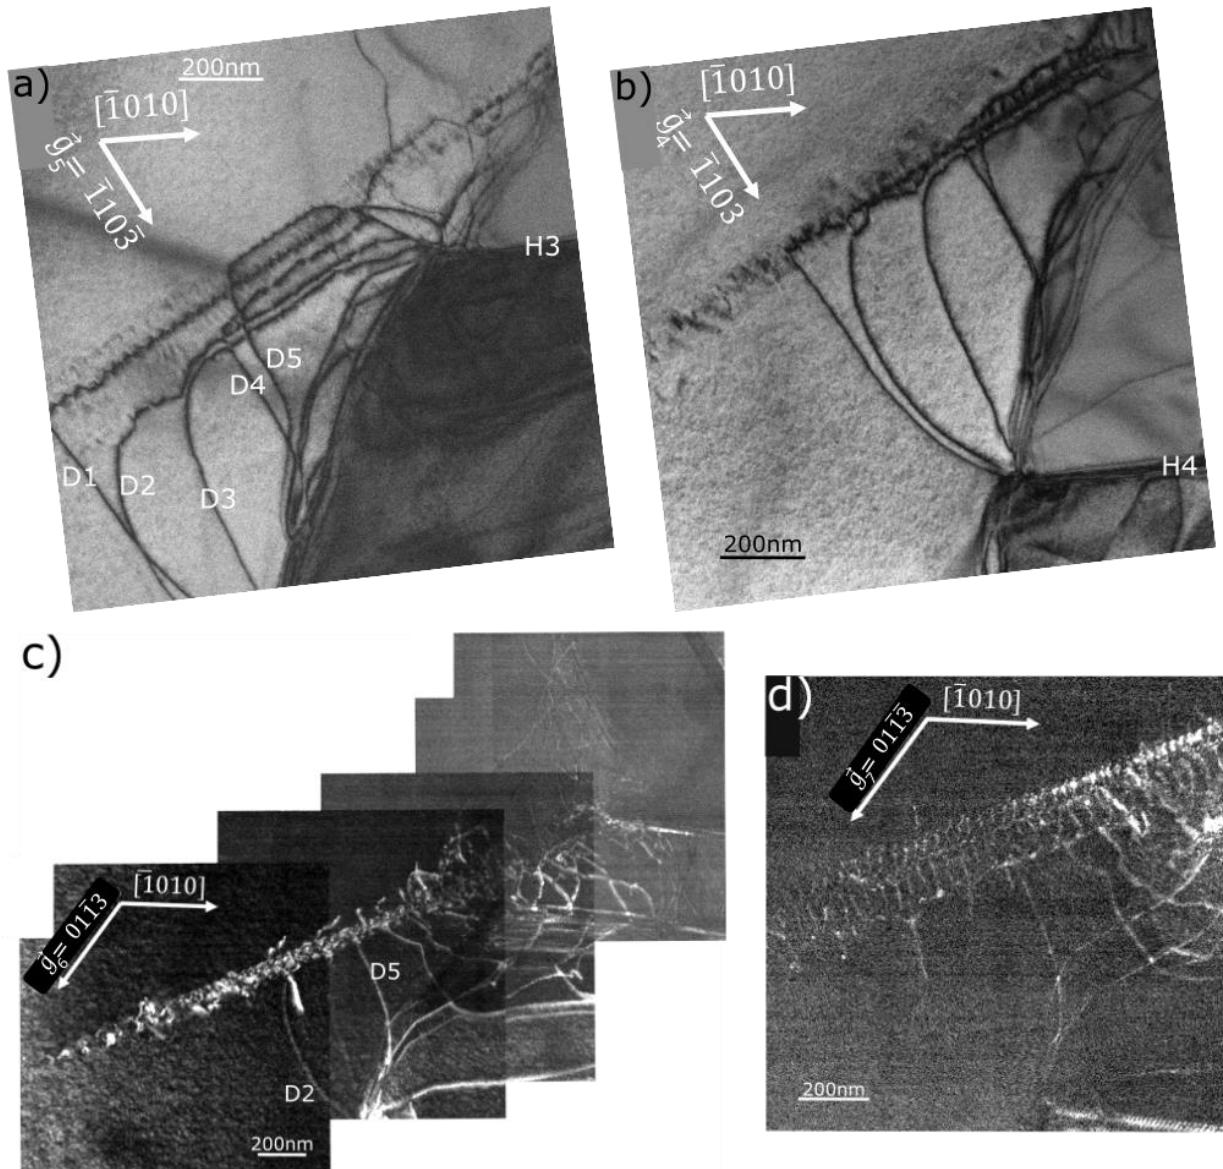 a)
200nm
[1̅010]
g⃗₅= 1̅103̅
H3
D5
D4
D1
D2
D3
b)
[1̅010]
g⃗₄= 1̅103
H4
200nm
c)
[1̅010]
g⃗₆= 011̅3
D5
D2
200nm
d)
[1̅010]
g⃗₇= 011̅3̅
200nm